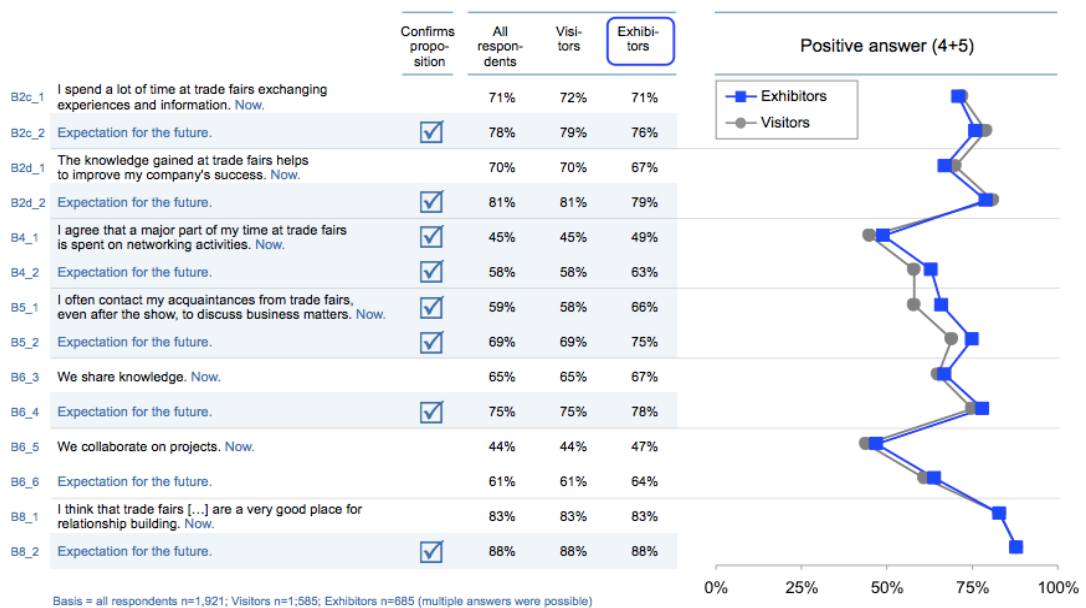 Confirms
propo-
sition
All
respon-
dents
Visi-
tors
Exhibi-
tors
Positive answer (4+5)
B2c_1 I spend a lot of time at trade fairs exchanging
experiences and information. Now. 71% 72% 71%
B2c_2 Expectation for the future. 78% 79% 76%
B2d_1 The knowledge gained at trade fairs helps
to improve my company's success. Now. 70% 70% 67%
B2d_2 Expectation for the future. 81% 81% 79%
B4_1 I agree that a major part of my time at trade fairs
is spent on networking activities. Now. 45% 45% 49%
B4_2 Expectation for the future. 58% 58% 63%
B5_1 I often contact my acquaintances from trade fairs,
even after the show, to discuss business matters. Now. 59% 58% 66%
B5_2 Expectation for the future. 69% 69% 75%
B6_3 We share knowledge. Now. 65% 65% 67%
B6_4 Expectation for the future. 75% 75% 78%
B6_5 We collaborate on projects. Now. 44% 44% 47%
B6_6 Expectation for the future. 61% 61% 64%
B8_1 I think that trade fairs […] are a very good place for
relationship building. Now. 83% 83% 83%
B8_2 Expectation for the future. 88% 88% 88%
Exhibitors
Visitors
0% 25% 50% 75% 100%
Basis = all respondents n=1,921; Visitors n=1;585; Exhibitors n=685 (multiple answers were possible)